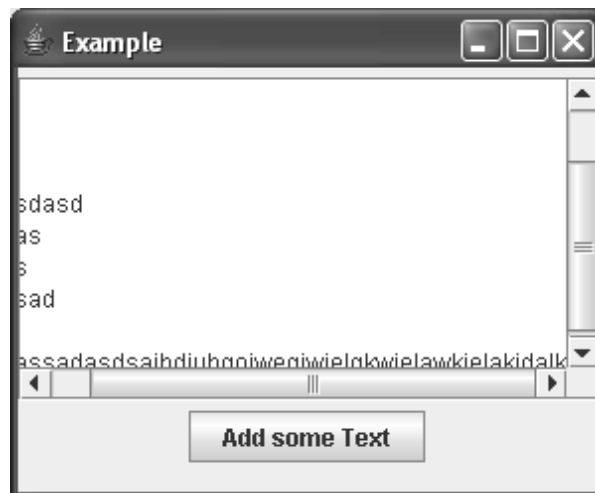 Example
sdasd
as
s
sad
assadasdsaihdiuhgoiwegiwielgkwielawkielakidalk
Add some Text